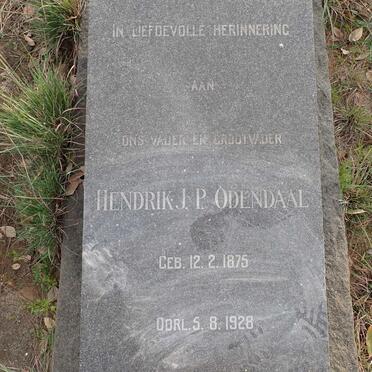 IN LIEFDEVOLLE HERINNERING
AAN
ONS VADER EN GROOTVADER
HENDRIK J. P. ODENDAAL
GEB. 12. 2. 1875
OORL. 5. 8. 1928